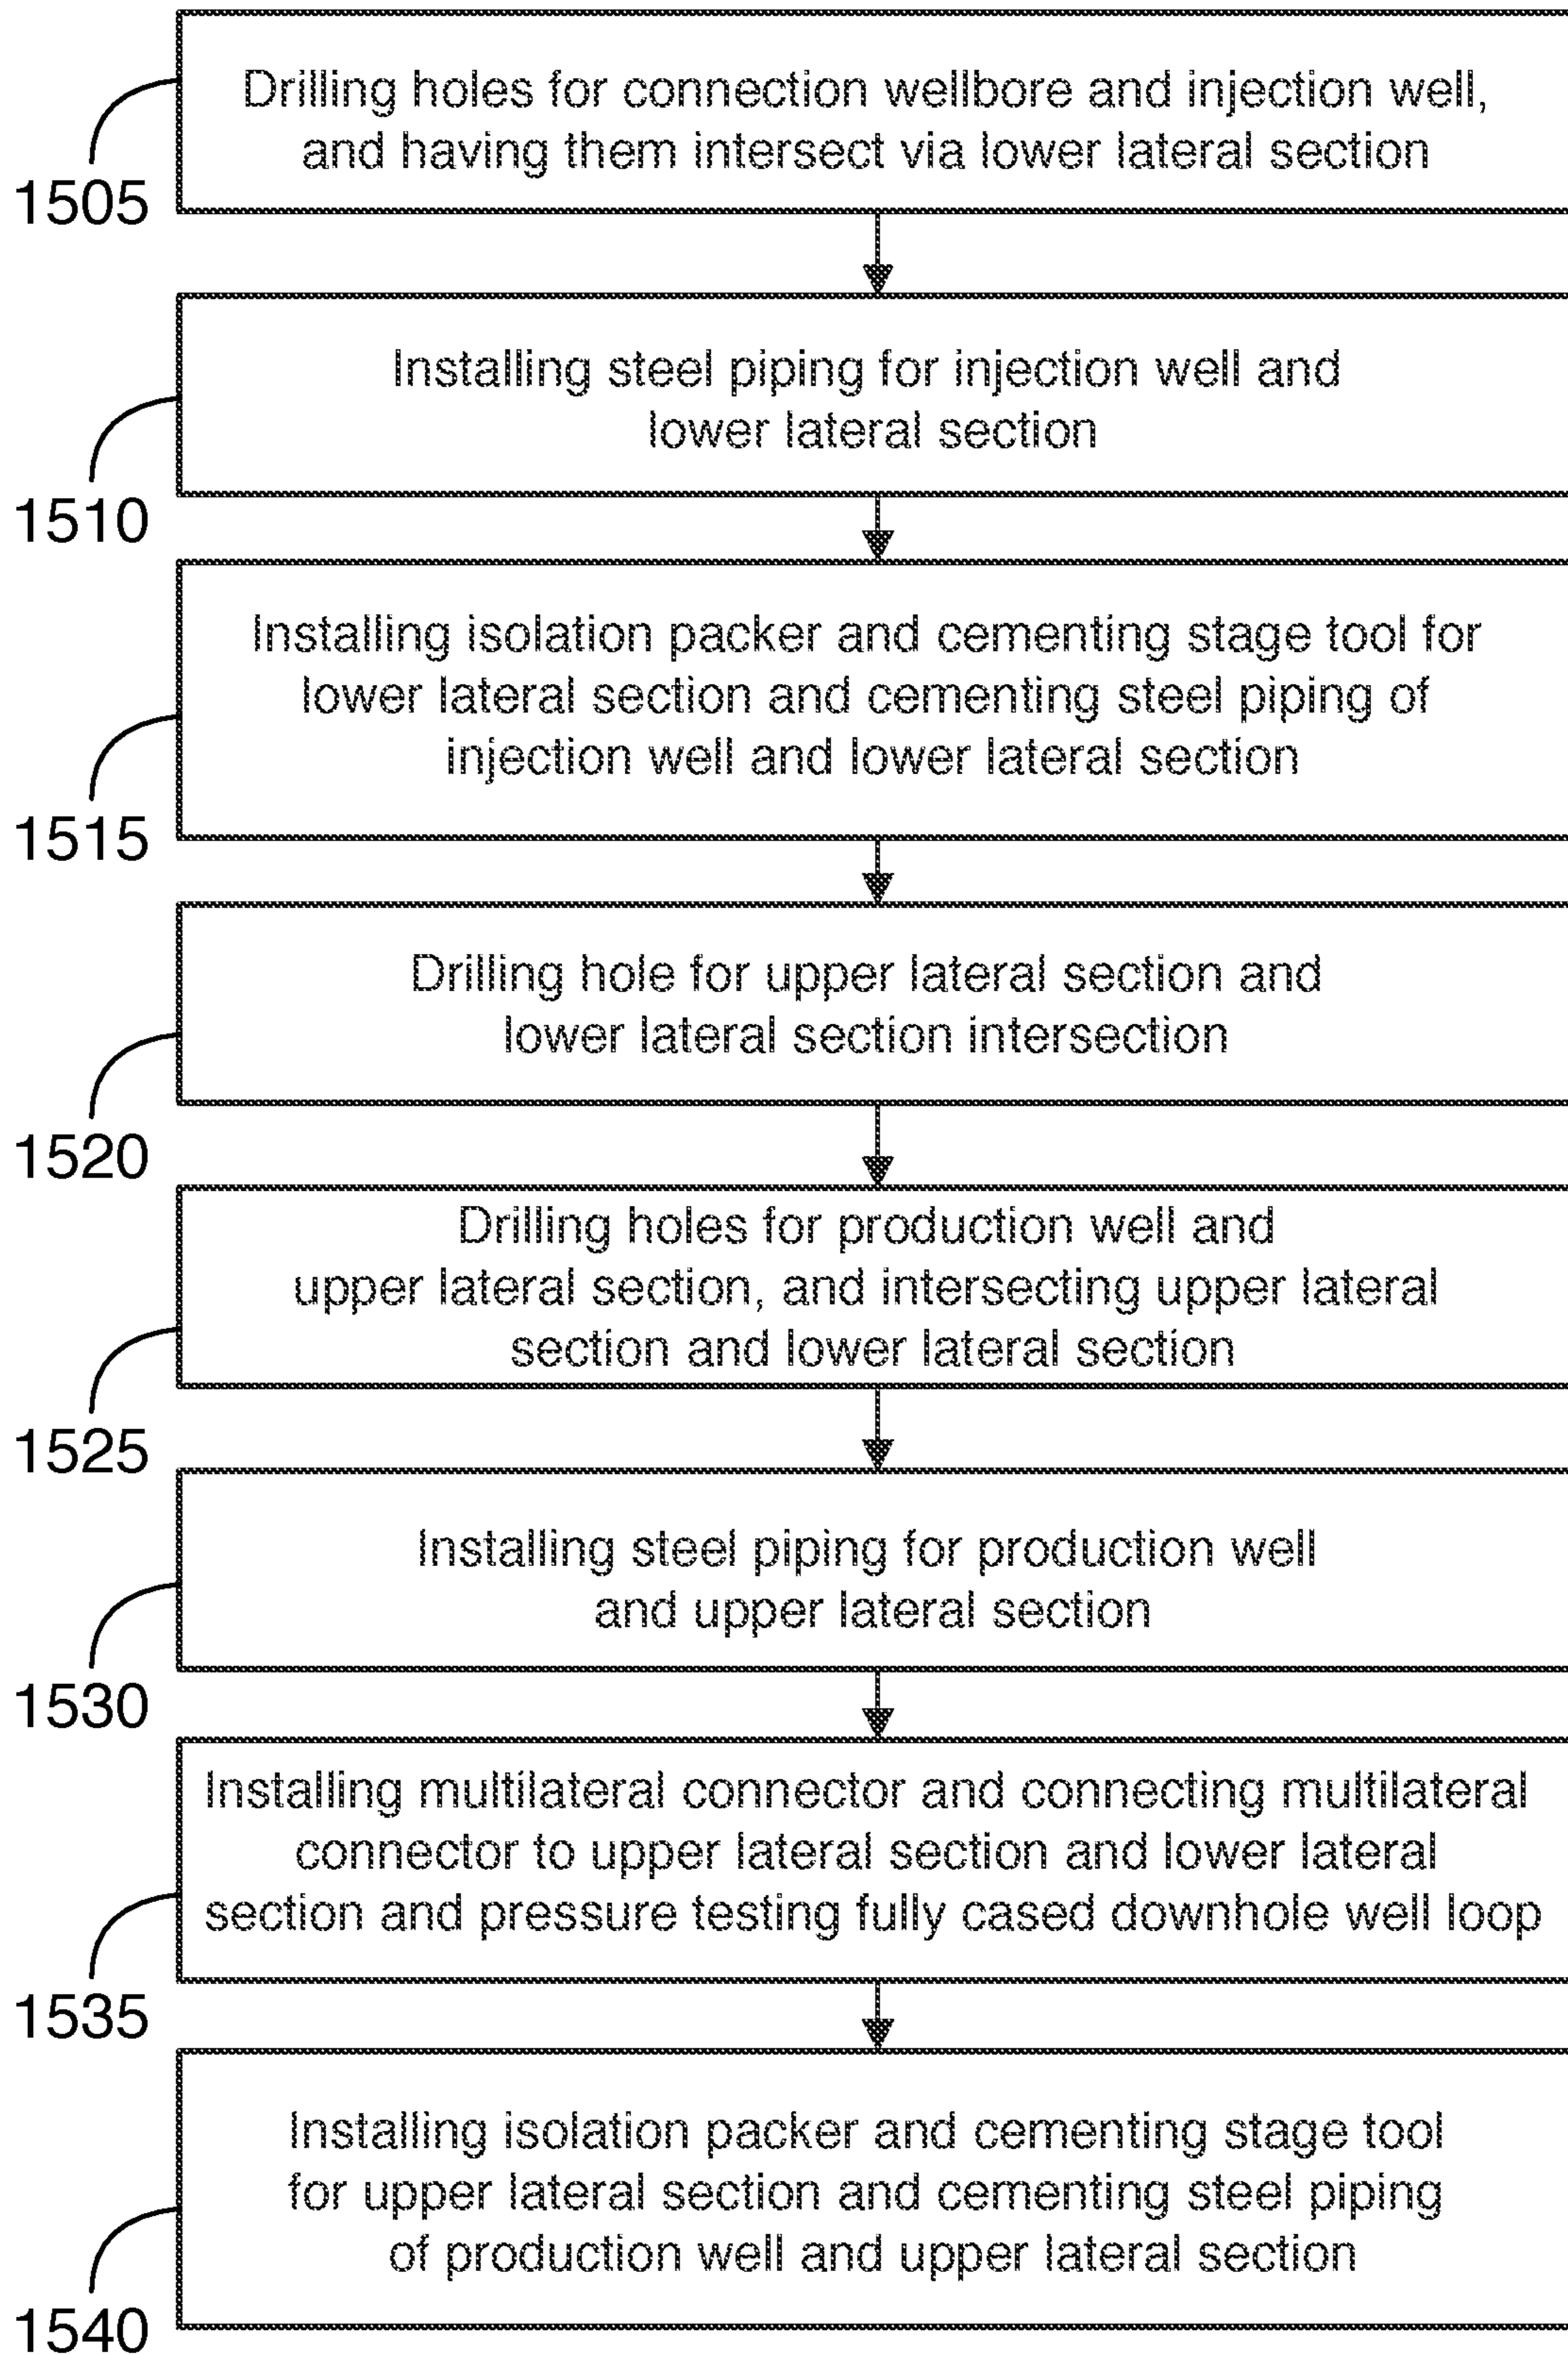 Drilling holes for connection wellbore and injection well,
and having them intersect via lower lateral section
1505
Installing steel piping for injection well and
lower lateral section
1510
Installing isolation packer and cementing stage tool for
lower lateral section and cementing steel piping of
injection well and lower lateral section
1515
Drilling hole for upper lateral section and
lower lateral section intersection
1520
Drilling holes for production well and
upper lateral section, and intersecting upper lateral
section and lower lateral section
1525
Installing steel piping for production well
and upper lateral section
1530
Installing multilateral connector and connecting multilateral
connector to upper lateral section and lower lateral
section and pressure testing fully cased downhole well loop
1535
Installing isolation packer and cementing stage tool
for upper lateral section and cementing steel piping
of production well and upper lateral section
1540